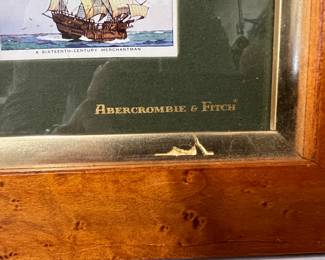 A SIXTEENTH-CENTURY MERCHANTMAN
ABERCROMBIE & FITCH